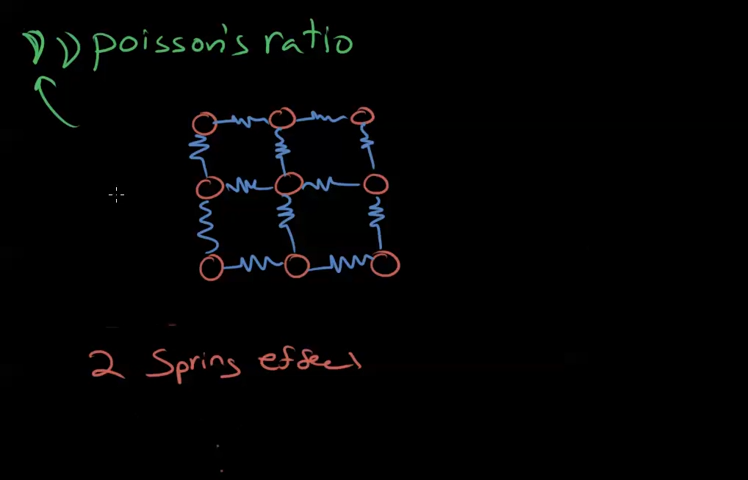 ν) poisson's ratio
2 Spring effect